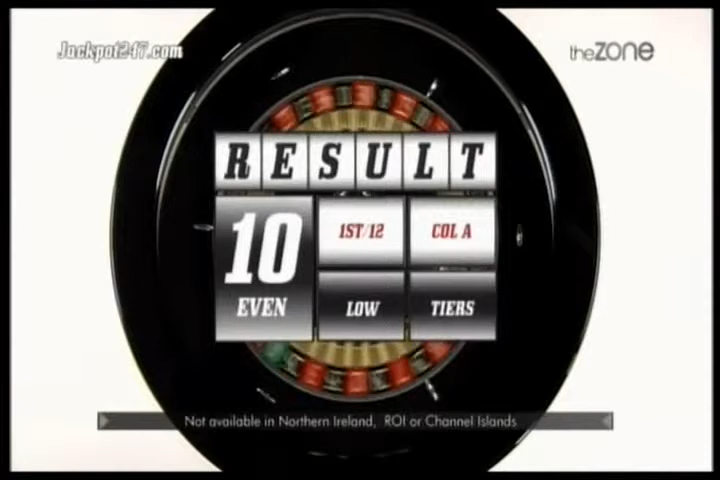 Jackpot247.com
theZONE
RESULT
10
EVEN
1ST/12
COL A
LOW
TIERS
Not available in Northern Ireland, ROI or Channel Islands